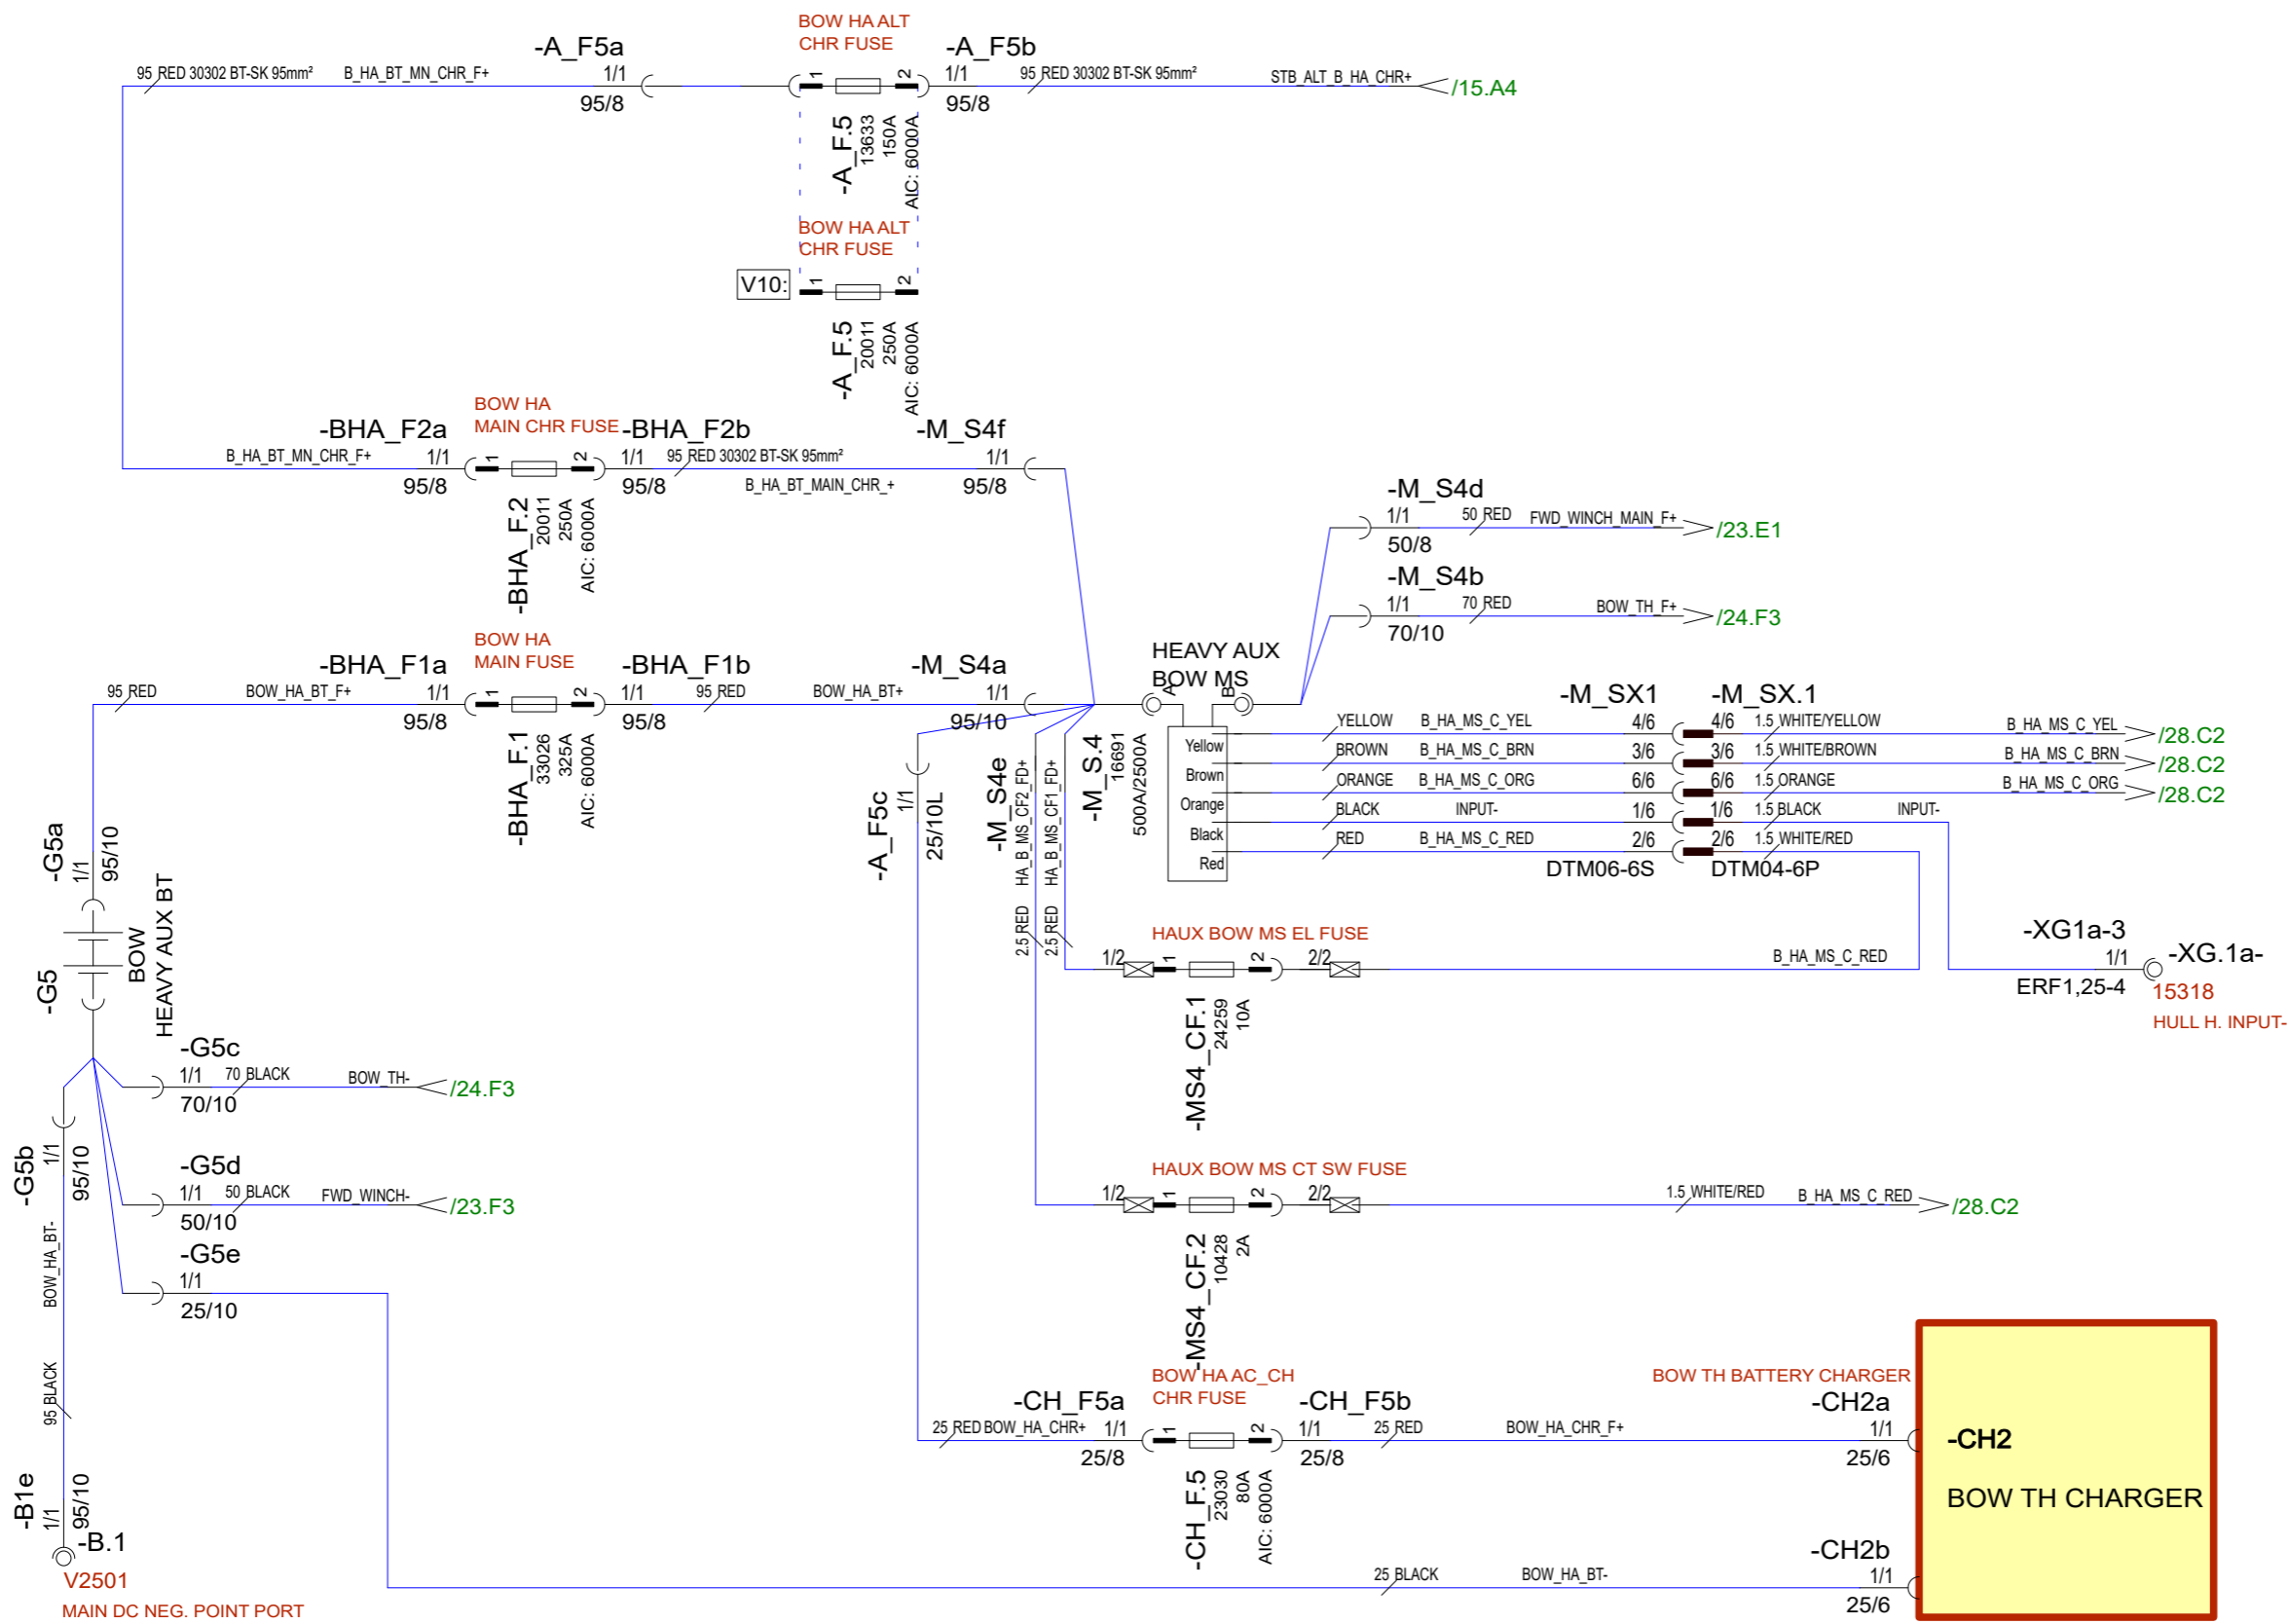 BOW HA ALT
CHR FUSE
-A_F5a
-A_F5b
95 RED 30302 BT-SK 95mm²
B_HA_BT_MN_CHR_F+
1/1
1
2
1/1
95 RED 30302 BT-SK 95mm²
STB_ALT_B_HA_CHR+
/15.A4
95/8
95/8
-A_F.5
13633
150A
AIC: 6000A
BOW HA ALT
CHR FUSE
V10:
1
2
-A_F.5
20011
250A
AIC: 6000A
BOW HA
MAIN CHR FUSE
-BHA_F2a
-BHA_F2b
-M_S4f
B_HA_BT_MN_CHR_F+
1/1
1
2
1/1
95 RED 30302 BT-SK 95mm²
1/1
95/8
95/8
B_HA_BT_MAIN_CHR_+
95/8
-BHA_F.2
20011
250A
AIC: 6000A
-M_S4d
1/1
50 RED
FWD_WINCH_MAIN_F+
/23.E1
50/8
-M_S4b
1/1
70 RED
BOW_TH_F+
/24.F3
70/10
BOW HA
MAIN FUSE
-BHA_F1a
-BHA_F1b
-M_S4a
95 RED
BOW_HA_BT_F+
1/1
1
2
1/1
95 RED
BOW_HA_BT+
1/1
95/8
95/8
95/10
-BHA_F.1
33026
325A
AIC: 6000A
HEAVY AUX
BOW MS
A
B
-M_S.4
16691
500A/2500A
-M_SX1
-M_SX.1
Yellow
YELLOW
B_HA_MS_C_YEL
4/6
4/6
1.5 WHITE/YELLOW
B_HA_MS_C_YEL
/28.C2
Brown
BROWN
B_HA_MS_C_BRN
3/6
3/6
1.5 WHITE/BROWN
B_HA_MS_C_BRN
/28.C2
Orange
ORANGE
B_HA_MS_C_ORG
6/6
6/6
1.5 ORANGE
B_HA_MS_C_ORG
/28.C2
Black
BLACK
INPUT-
1/6
1/6
1.5 BLACK
INPUT-
Red
RED
B_HA_MS_C_RED
2/6
2/6
1.5 WHITE/RED
DTM06-6S
DTM04-6P
-A_F5c
1/1
25/10L
-M_S4e
HA_B_MS_CF2_FD+
2.5 RED
HA_B_MS_CF1_FD+
2.5 RED
-G5a
1/1
95/10
-G5
BOW
HEAVY AUX BT
HAUX BOW MS EL FUSE
1/2
1
2
2/2
B_HA_MS_C_RED
-MS4_CF.1
24259
10A
-XG1a-3
1/1
-XG.1a-
ERF1,25-4
15318
HULL H. INPUT-
-G5c
1/1
70 BLACK
BOW_TH-
/24.F3
70/10
-G5b
1/1
95/10
-G5d
1/1
50 BLACK
FWD_WINCH-
/23.F3
50/10
-G5e
1/1
25/10
BOW_HA_BT-
95 BLACK
HAUX BOW MS CT SW FUSE
1/2
1
2
2/2
1.5 WHITE/RED
B_HA_MS_C_RED
/28.C2
-MS4_CF.2
10428
2A
BOW HA AC_CH
CHR FUSE
BOW TH BATTERY CHARGER
-CH_F5a
-CH_F5b
-CH2a
25 RED
BOW_HA_CHR+
1/1
1
2
1/1
25 RED
BOW_HA_CHR_F+
1/1
25/8
25/8
25/6
-CH_F.5
23030
80A
AIC: 6000A
-CH2
BOW TH CHARGER
-B1e
1/1
95/10
-B.1
V2501
MAIN DC NEG. POINT PORT
-CH2b
25 BLACK
BOW_HA_BT-
1/1
25/6